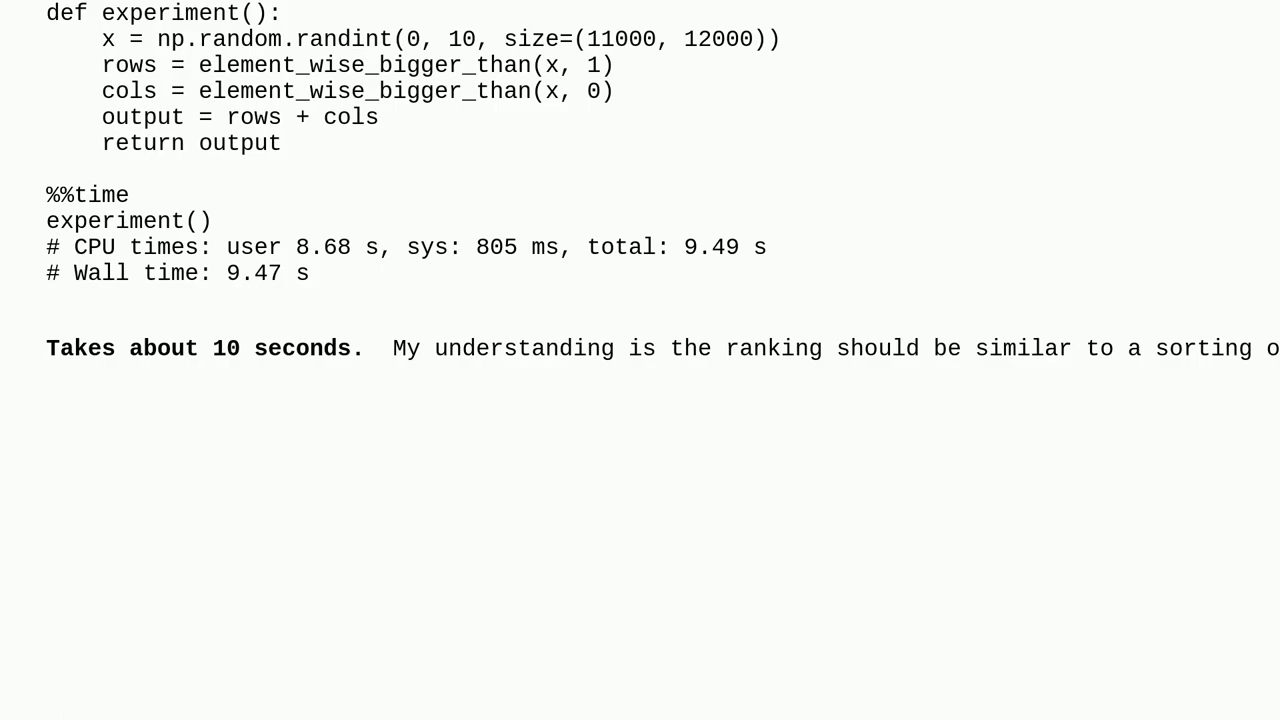 def experiment():
    x = np.random.randint(0, 10, size=(11000, 12000))
    rows = element_wise_bigger_than(x, 1)
    cols = element_wise_bigger_than(x, 0)
    output = rows + cols
    return output
%%time
experiment()
# CPU times: user 8.68 s, sys: 805 ms, total: 9.49 s
# Wall time: 9.47 s
Takes about 10 seconds.  My understanding is the ranking should be similar to a sorting